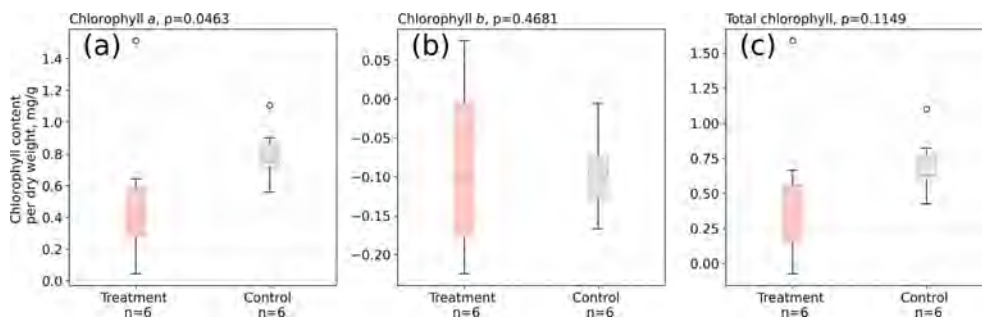 Chlorophyll a, p=0.0463
(a)
Chlorophyll content
per dry weight, mg/g
1.4
1.2
1.0
0.8
0.6
0.4
0.2
0.0
Treatment
n=6
Control
n=6
Chlorophyll b, p=0.4681
(b)
0.05
0.00
−0.05
−0.10
−0.15
−0.20
Treatment
n=6
Control
n=6
Total chlorophyll, p=0.1149
(c)
1.50
1.25
1.00
0.75
0.50
0.25
0.00
Treatment
n=6
Control
n=6